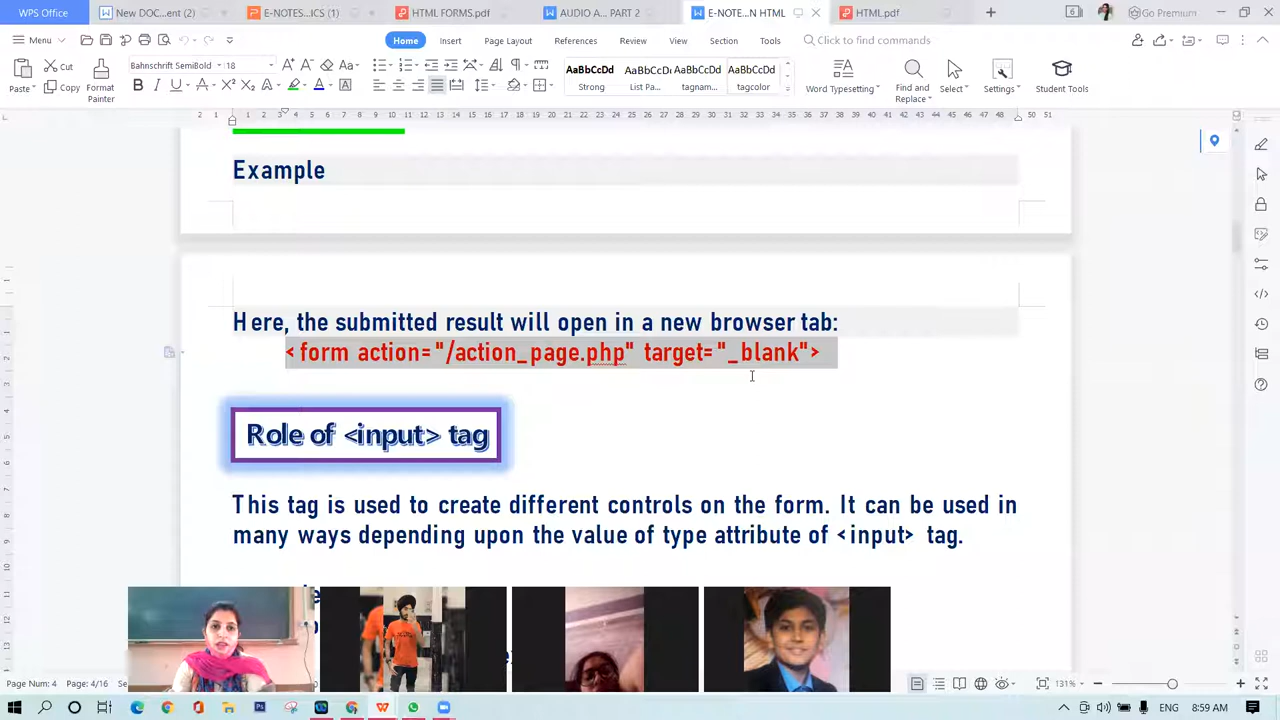 WPS Office
New DOC...ment (2)
E-NOTES...ICS (1)
HTML FORMS.pdf
AUDIO A... PART 2
E-NOTE...N HTML
HTML.pdf
6
Go Premium
Menu
Home
Insert
Page Layout
References
Review
View
Section
Tools
Click to find commands
Paste
Cut
Copy
Format Painter
Bahnschrift SemiBold
18
AaBbCcDd
Strong
AaBbCcDd
List Pa...
AaBbCcDd
tagnam...
AaBbCcDd
tagcolor
Word Typesetting
Find and Replace
Select
Settings
Student Tools
Example
Here, the submitted result will open in a new browser tab:
<form action="/action_page.php" target="_blank">
Role of <input> tag
This tag is used to create different controls on the form. It can be used in
many ways depending upon the value of type attribute of <input> tag.
Page Num: 4
Page: 4/16
131%
ENG
8:59 AM